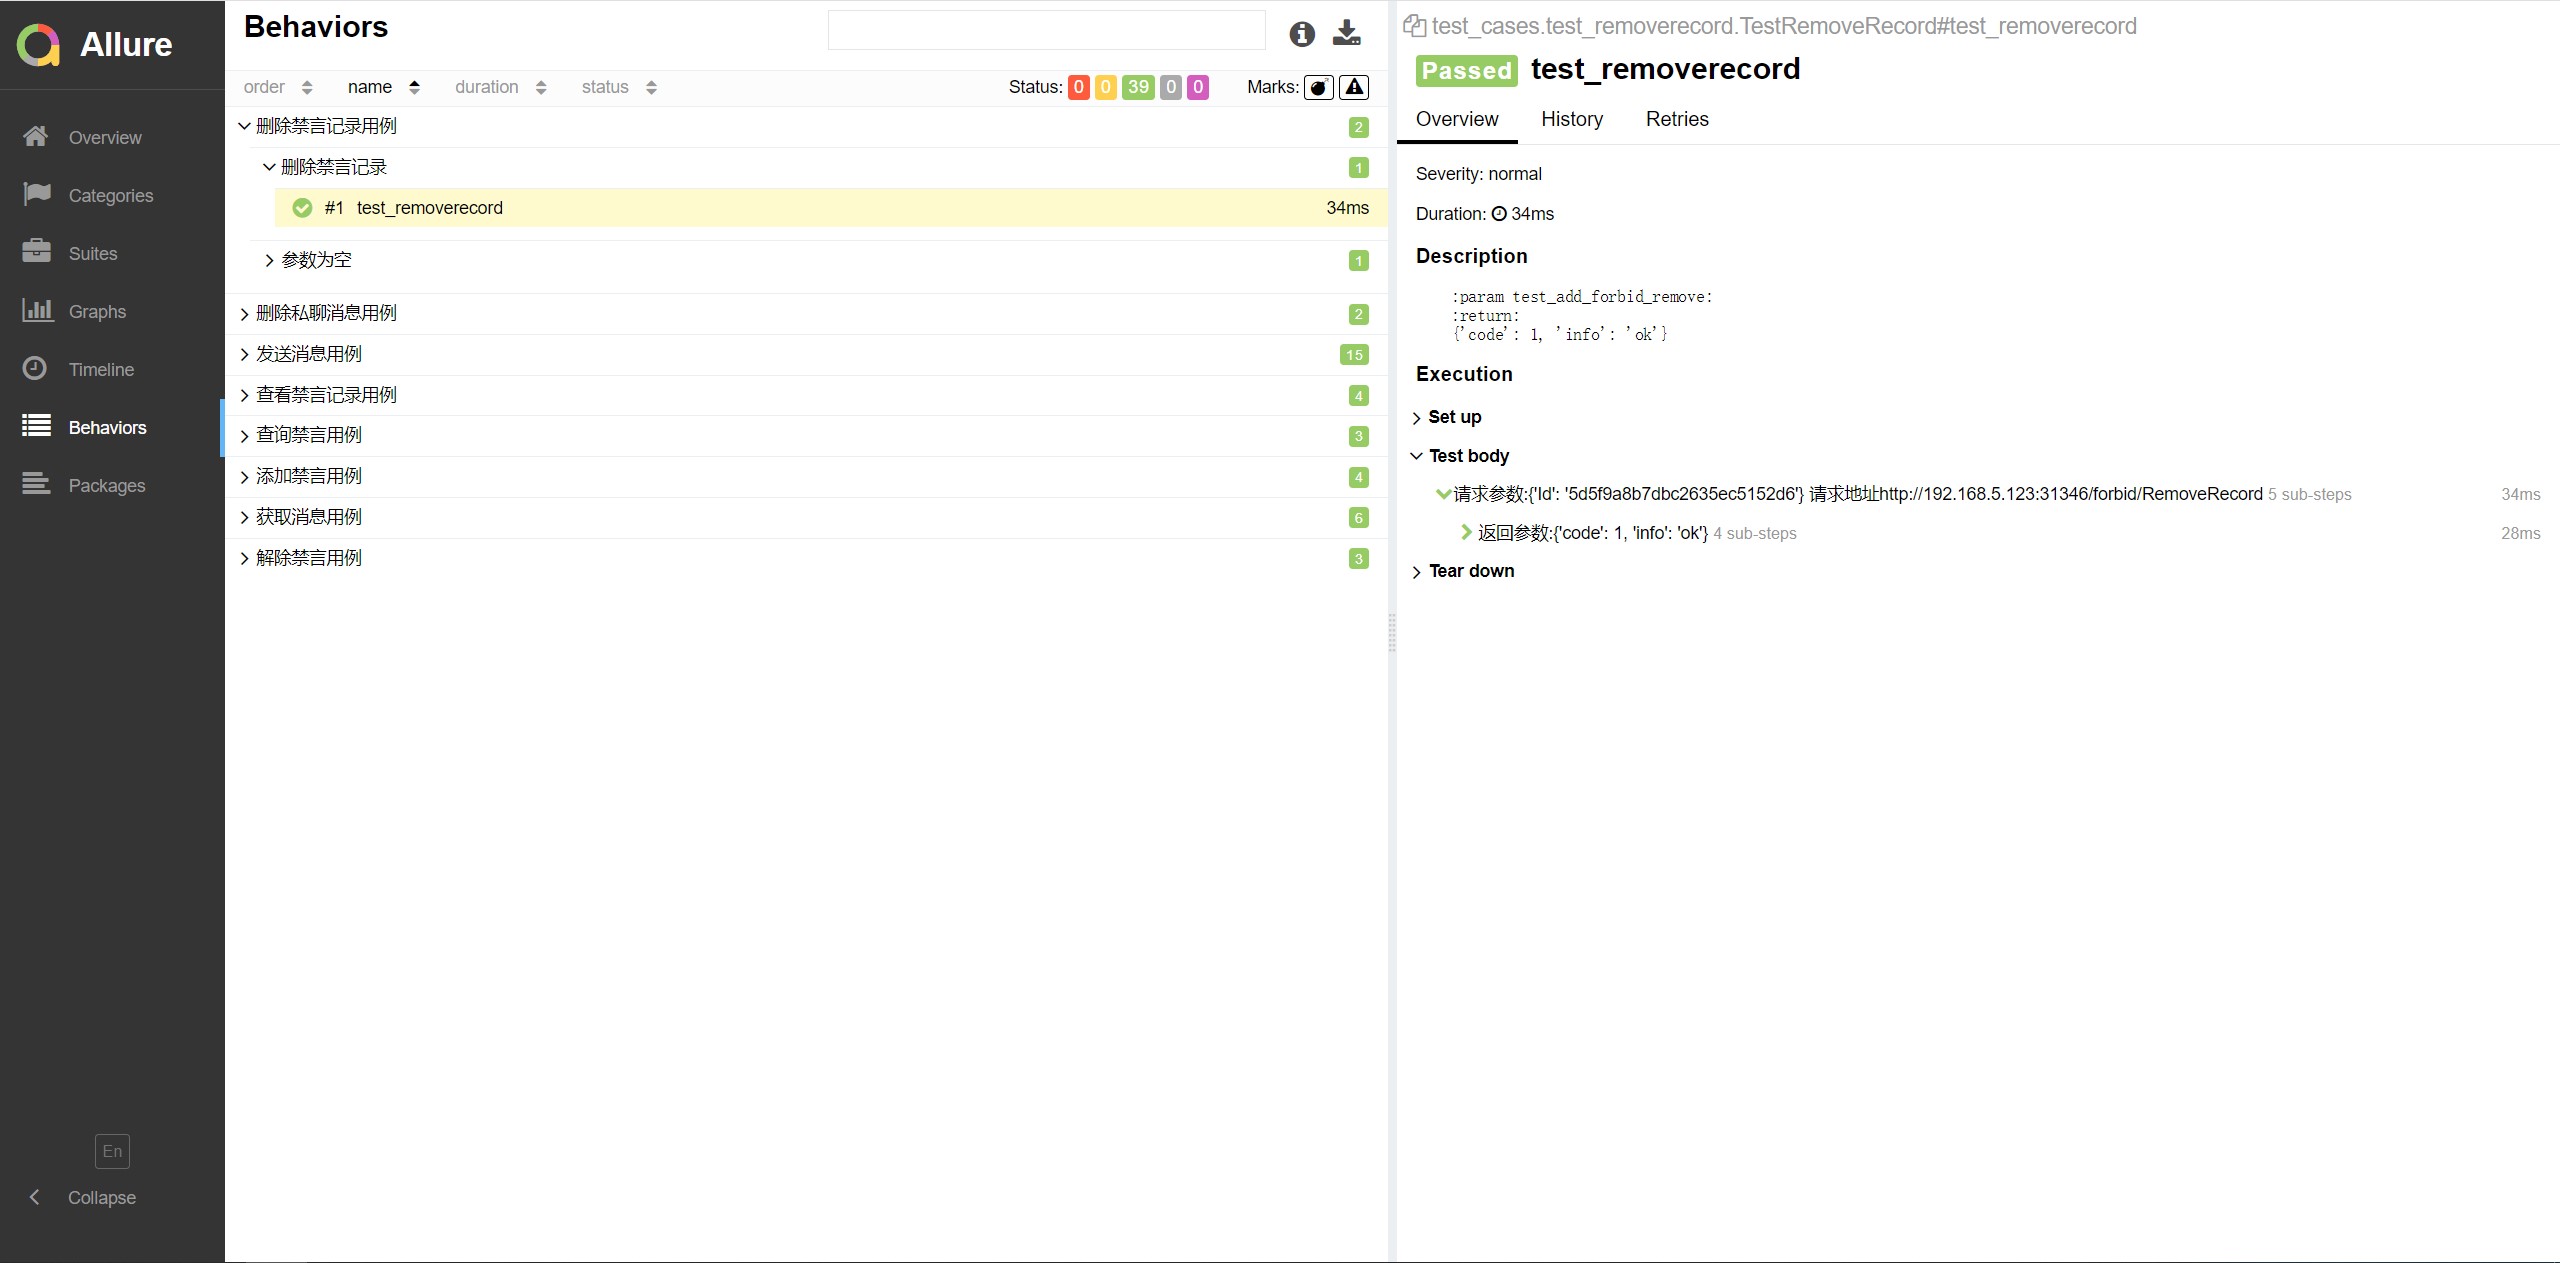 Allure
Overview
Categories
Suites
Graphs
Timeline
Behaviors
Packages
En
Collapse
Behaviors
order name duration status Status: 0 0 39 0 0 Marks:
删除禁言记录用例 2
删除禁言记录 1
#1 test_removerecord 34ms
参数为空 1
删除私聊消息用例 2
发送消息用例 15
查看禁言记录用例 4
查询禁言用例 3
添加禁言用例 4
获取消息用例 6
解除禁言用例 3
test_cases.test_removerecord.TestRemoveRecord#test_removerecord
Passed test_removerecord
Overview History Retries
Severity: normal
Duration: 34ms
Description
:param test_add_forbid_remove:
:return:
{'code': 1, 'info': 'ok'}
Execution
Set up
Test body
请求参数:{'Id': '5d5f9a8b7dbc2635ec5152d6'} 请求地址http://192.168.5.123:31346/forbid/RemoveRecord 5 sub-steps 34ms
返回参数:{'code': 1, 'info': 'ok'} 4 sub-steps 28ms
Tear down